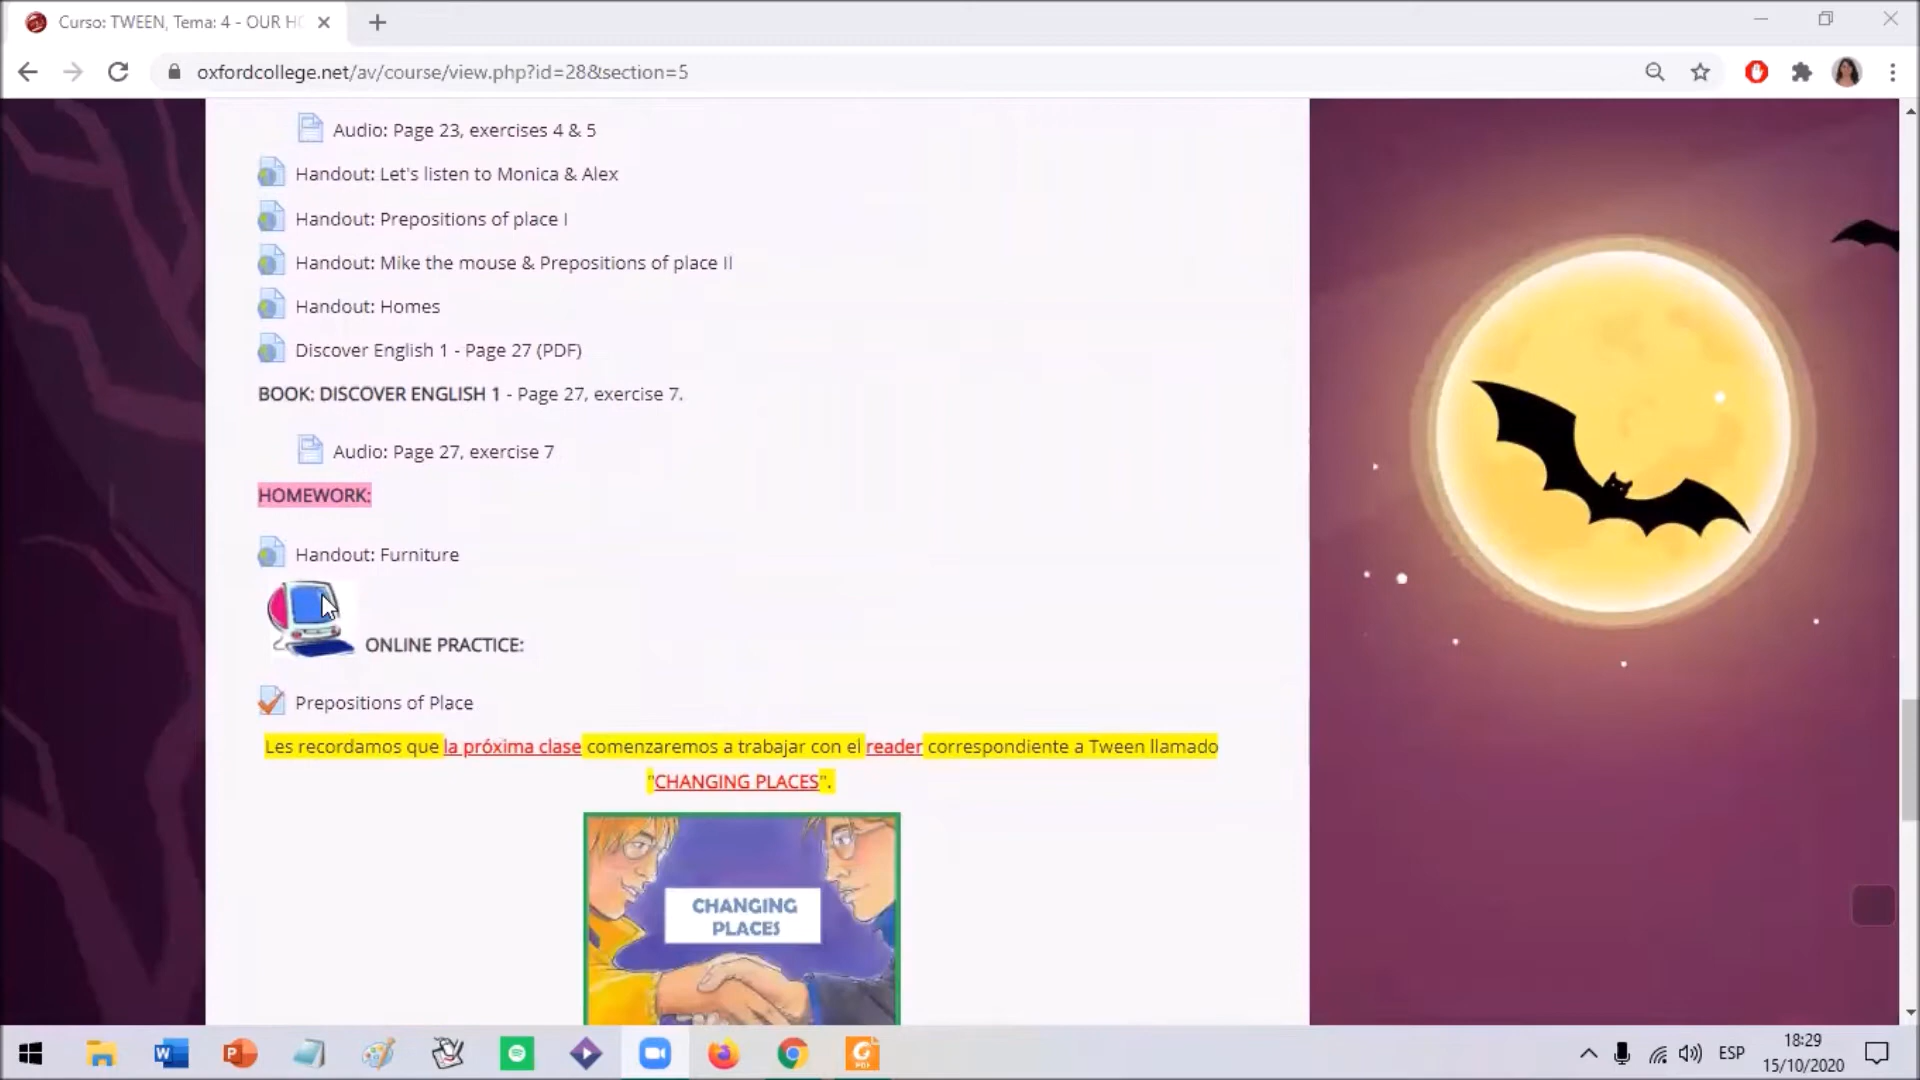 Curso: TWEEN, Tema: 4 - OUR HO
oxfordcollege.net/av/course/view.php?id=28&section=5
Audio: Page 23, exercises 4 & 5
Handout: Let's listen to Monica & Alex
Handout: Prepositions of place I
Handout: Mike the mouse & Prepositions of place II
Handout: Homes
Discover English 1 - Page 27 (PDF)
BOOK: DISCOVER ENGLISH 1 - Page 27, exercise 7.
Audio: Page 27, exercise 7
HOMEWORK:
Handout: Furniture
ONLINE PRACTICE:
Prepositions of Place
Les recordamos que la próxima clase comenzaremos a trabajar con el reader correspondiente a Tween llamado
"CHANGING PLACES".
CHANGING
PLACES
W
P
PDF
ESP
18:29
15/10/2020